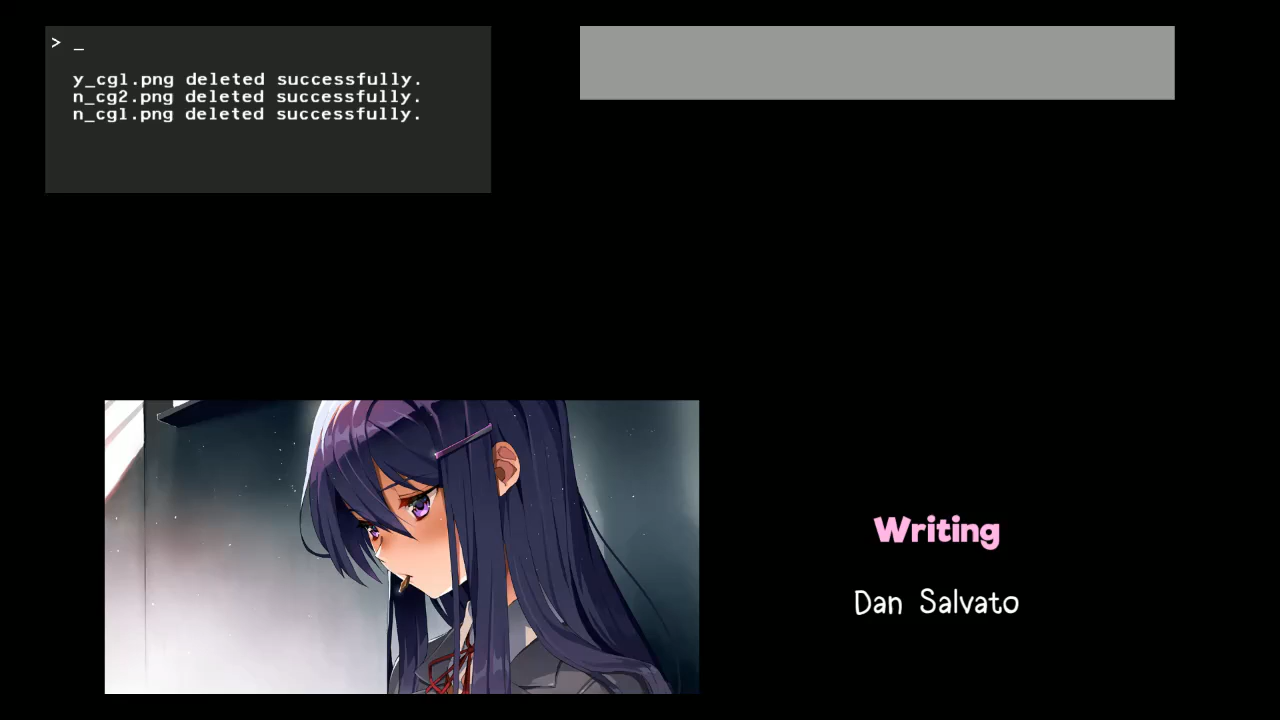 > _
y_cg1.png deleted successfully.
n_cg2.png deleted successfully.
n_cg1.png deleted successfully.
Writing
Dan Salvato